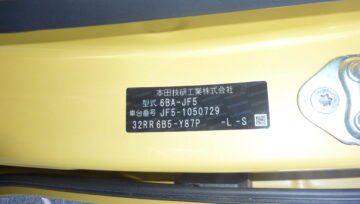 本田技研工業株式会社
型式 6BA-JF5
車台番号 JF5-1050729
32RR6B5-Y87P -L-S